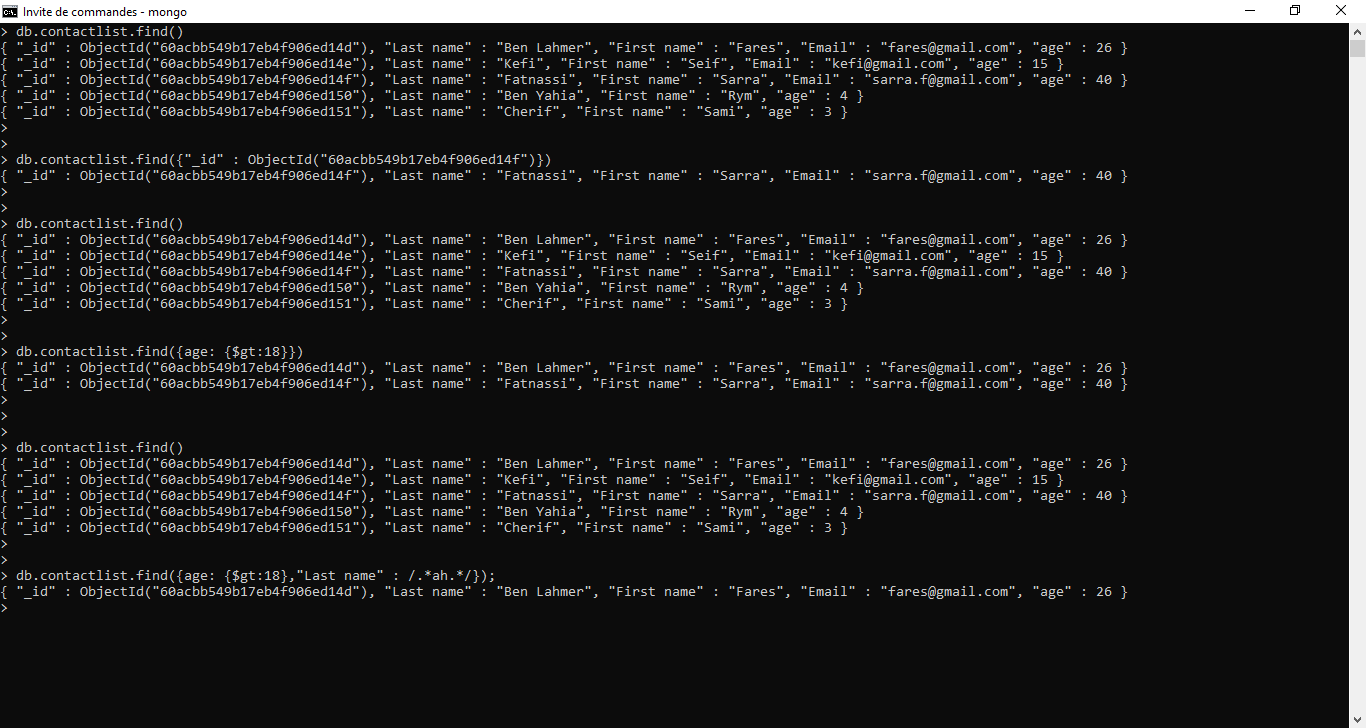 Invite de commandes - mongo
> db.contactlist.find()
{ "_id" : ObjectId("60acbb549b17eb4f906ed14d"), "Last name" : "Ben Lahmer", "First name" : "Fares", "Email" : "fares@gmail.com", "age" : 26 }
{ "_id" : ObjectId("60acbb549b17eb4f906ed14e"), "Last name" : "Kefi", "First name" : "Seif", "Email" : "kefi@gmail.com", "age" : 15 }
{ "_id" : ObjectId("60acbb549b17eb4f906ed14f"), "Last name" : "Fatnassi", "First name" : "Sarra", "Email" : "sarra.f@gmail.com", "age" : 40 }
{ "_id" : ObjectId("60acbb549b17eb4f906ed150"), "Last name" : "Ben Yahia", "First name" : "Rym", "age" : 4 }
{ "_id" : ObjectId("60acbb549b17eb4f906ed151"), "Last name" : "Cherif", "First name" : "Sami", "age" : 3 }
>
>
> db.contactlist.find({"_id" : ObjectId("60acbb549b17eb4f906ed14f")})
{ "_id" : ObjectId("60acbb549b17eb4f906ed14f"), "Last name" : "Fatnassi", "First name" : "Sarra", "Email" : "sarra.f@gmail.com", "age" : 40 }
>
>
> db.contactlist.find()
{ "_id" : ObjectId("60acbb549b17eb4f906ed14d"), "Last name" : "Ben Lahmer", "First name" : "Fares", "Email" : "fares@gmail.com", "age" : 26 }
{ "_id" : ObjectId("60acbb549b17eb4f906ed14e"), "Last name" : "Kefi", "First name" : "Seif", "Email" : "kefi@gmail.com", "age" : 15 }
{ "_id" : ObjectId("60acbb549b17eb4f906ed14f"), "Last name" : "Fatnassi", "First name" : "Sarra", "Email" : "sarra.f@gmail.com", "age" : 40 }
{ "_id" : ObjectId("60acbb549b17eb4f906ed150"), "Last name" : "Ben Yahia", "First name" : "Rym", "age" : 4 }
{ "_id" : ObjectId("60acbb549b17eb4f906ed151"), "Last name" : "Cherif", "First name" : "Sami", "age" : 3 }
>
>
> db.contactlist.find({age: {$gt:18}})
{ "_id" : ObjectId("60acbb549b17eb4f906ed14d"), "Last name" : "Ben Lahmer", "First name" : "Fares", "Email" : "fares@gmail.com", "age" : 26 }
{ "_id" : ObjectId("60acbb549b17eb4f906ed14f"), "Last name" : "Fatnassi", "First name" : "Sarra", "Email" : "sarra.f@gmail.com", "age" : 40 }
>
>
>
> db.contactlist.find()
{ "_id" : ObjectId("60acbb549b17eb4f906ed14d"), "Last name" : "Ben Lahmer", "First name" : "Fares", "Email" : "fares@gmail.com", "age" : 26 }
{ "_id" : ObjectId("60acbb549b17eb4f906ed14e"), "Last name" : "Kefi", "First name" : "Seif", "Email" : "kefi@gmail.com", "age" : 15 }
{ "_id" : ObjectId("60acbb549b17eb4f906ed14f"), "Last name" : "Fatnassi", "First name" : "Sarra", "Email" : "sarra.f@gmail.com", "age" : 40 }
{ "_id" : ObjectId("60acbb549b17eb4f906ed150"), "Last name" : "Ben Yahia", "First name" : "Rym", "age" : 4 }
{ "_id" : ObjectId("60acbb549b17eb4f906ed151"), "Last name" : "Cherif", "First name" : "Sami", "age" : 3 }
>
>
> db.contactlist.find({age: {$gt:18},"Last name" : /.*ah.*/});
{ "_id" : ObjectId("60acbb549b17eb4f906ed14d"), "Last name" : "Ben Lahmer", "First name" : "Fares", "Email" : "fares@gmail.com", "age" : 26 }
>